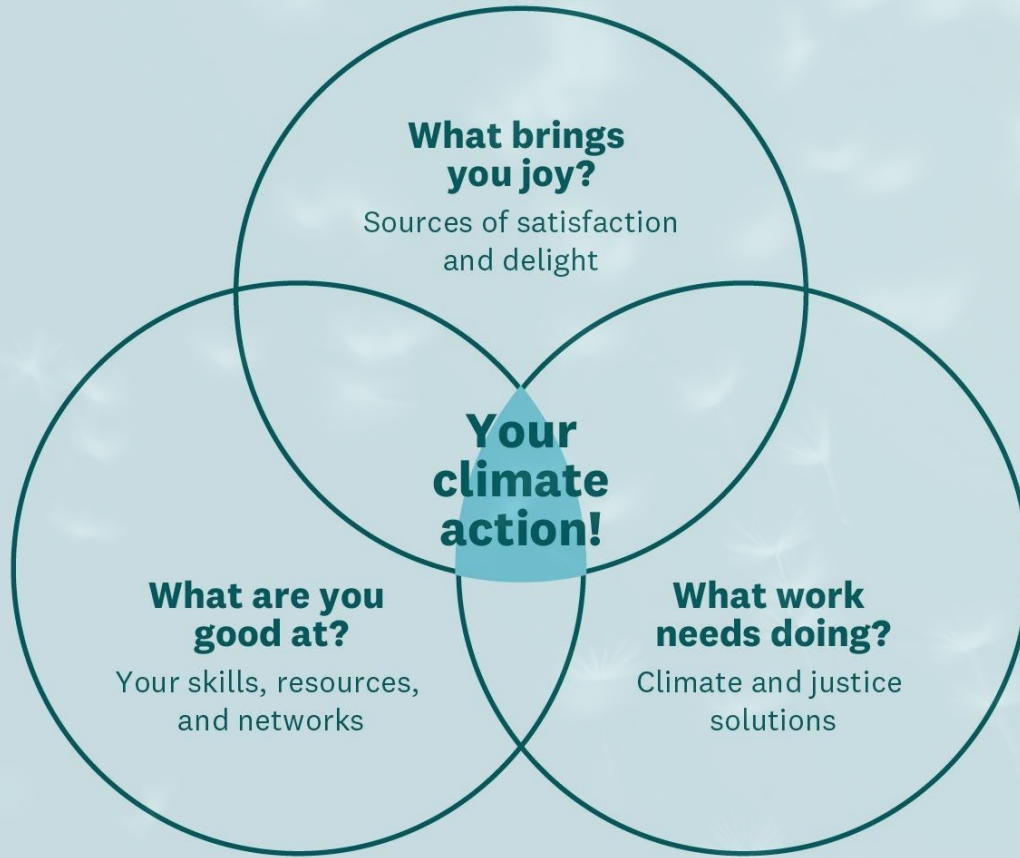 What brings
you joy?
Sources of satisfaction
and delight
Your
climate
action!
What are you
good at?
Your skills, resources,
and networks
What work
needs doing?
Climate and justice
solutions